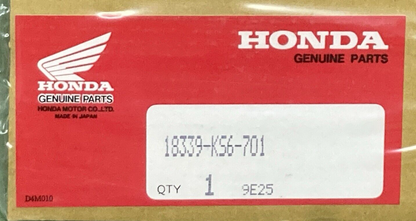 HONDA
GENUINE PARTS
HONDA
GENUINE PARTS
HONDA MOTOR CO.,LTD.
MADE IN JAPAN
18339-KS6-701
QTY 1 9E25
D4M010